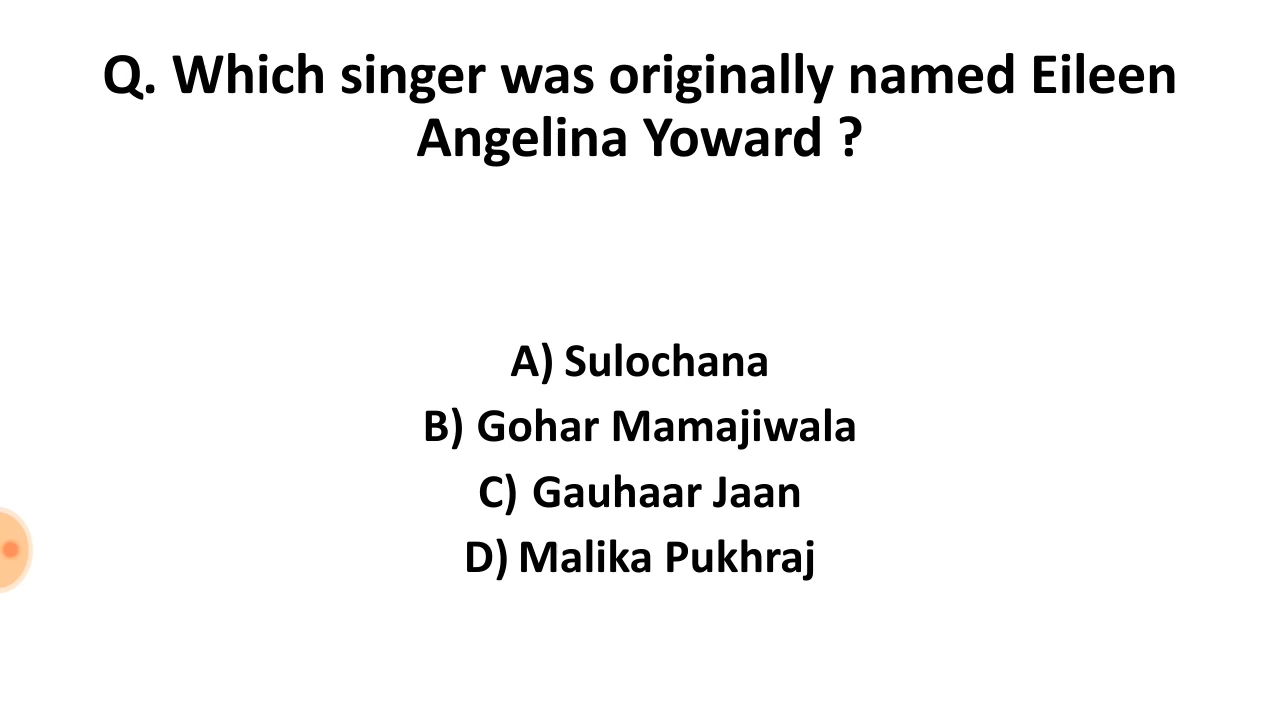 Q. Which singer was originally named Eileen
Angelina Yoward ?
A) Sulochana
B) Gohar Mamajiwala
C) Gauhaar Jaan
D) Malika Pukhraj